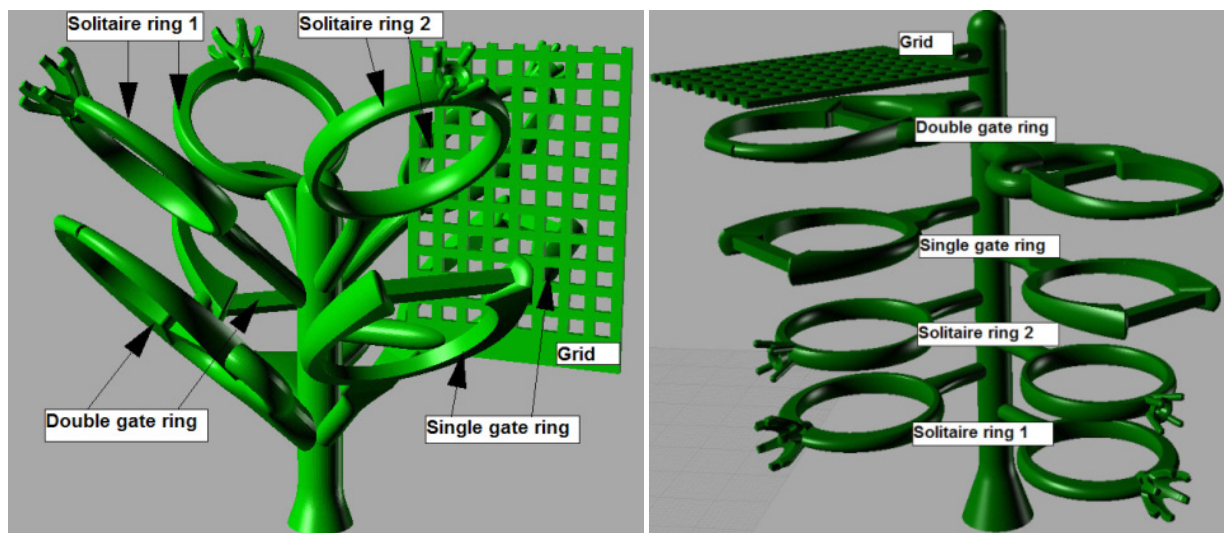 Solitaire ring 1
Solitaire ring 2
Grid
Double gate ring
Single gate ring
Grid
Double gate ring
Single gate ring
Solitaire ring 2
Solitaire ring 1